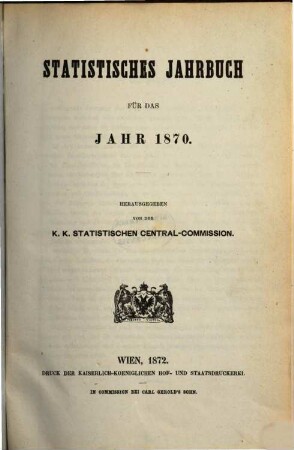 STATISTISCHES JAHRBUCH
FÜR DAS
JAHR 1870.
HERAUSGEGEBEN
VON DER
K. K. STATISTISCHEN CENTRAL-COMMISSION.
WIEN, 1872.
DRUCK DER KAISERLICH-KOENIGLICHEN HOF- UND STAATSDRUCKEREI.
IN COMMISSION BEI CARL GEROLD'S SOHN.